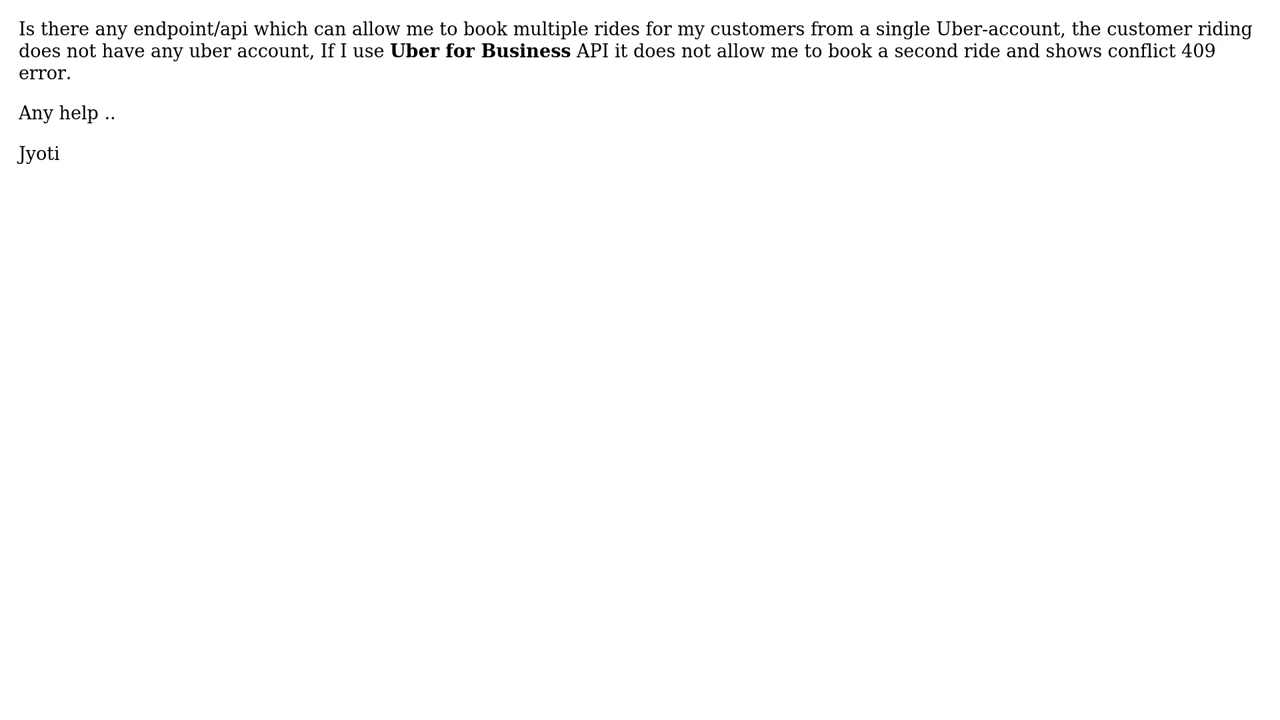 Is there any endpoint/api which can allow me to book multiple rides for my customers from a single Uber-account, the customer riding
does not have any uber account, If I use Uber for Business API it does not allow me to book a second ride and shows conflict 409
error.
Any help ..
Jyoti